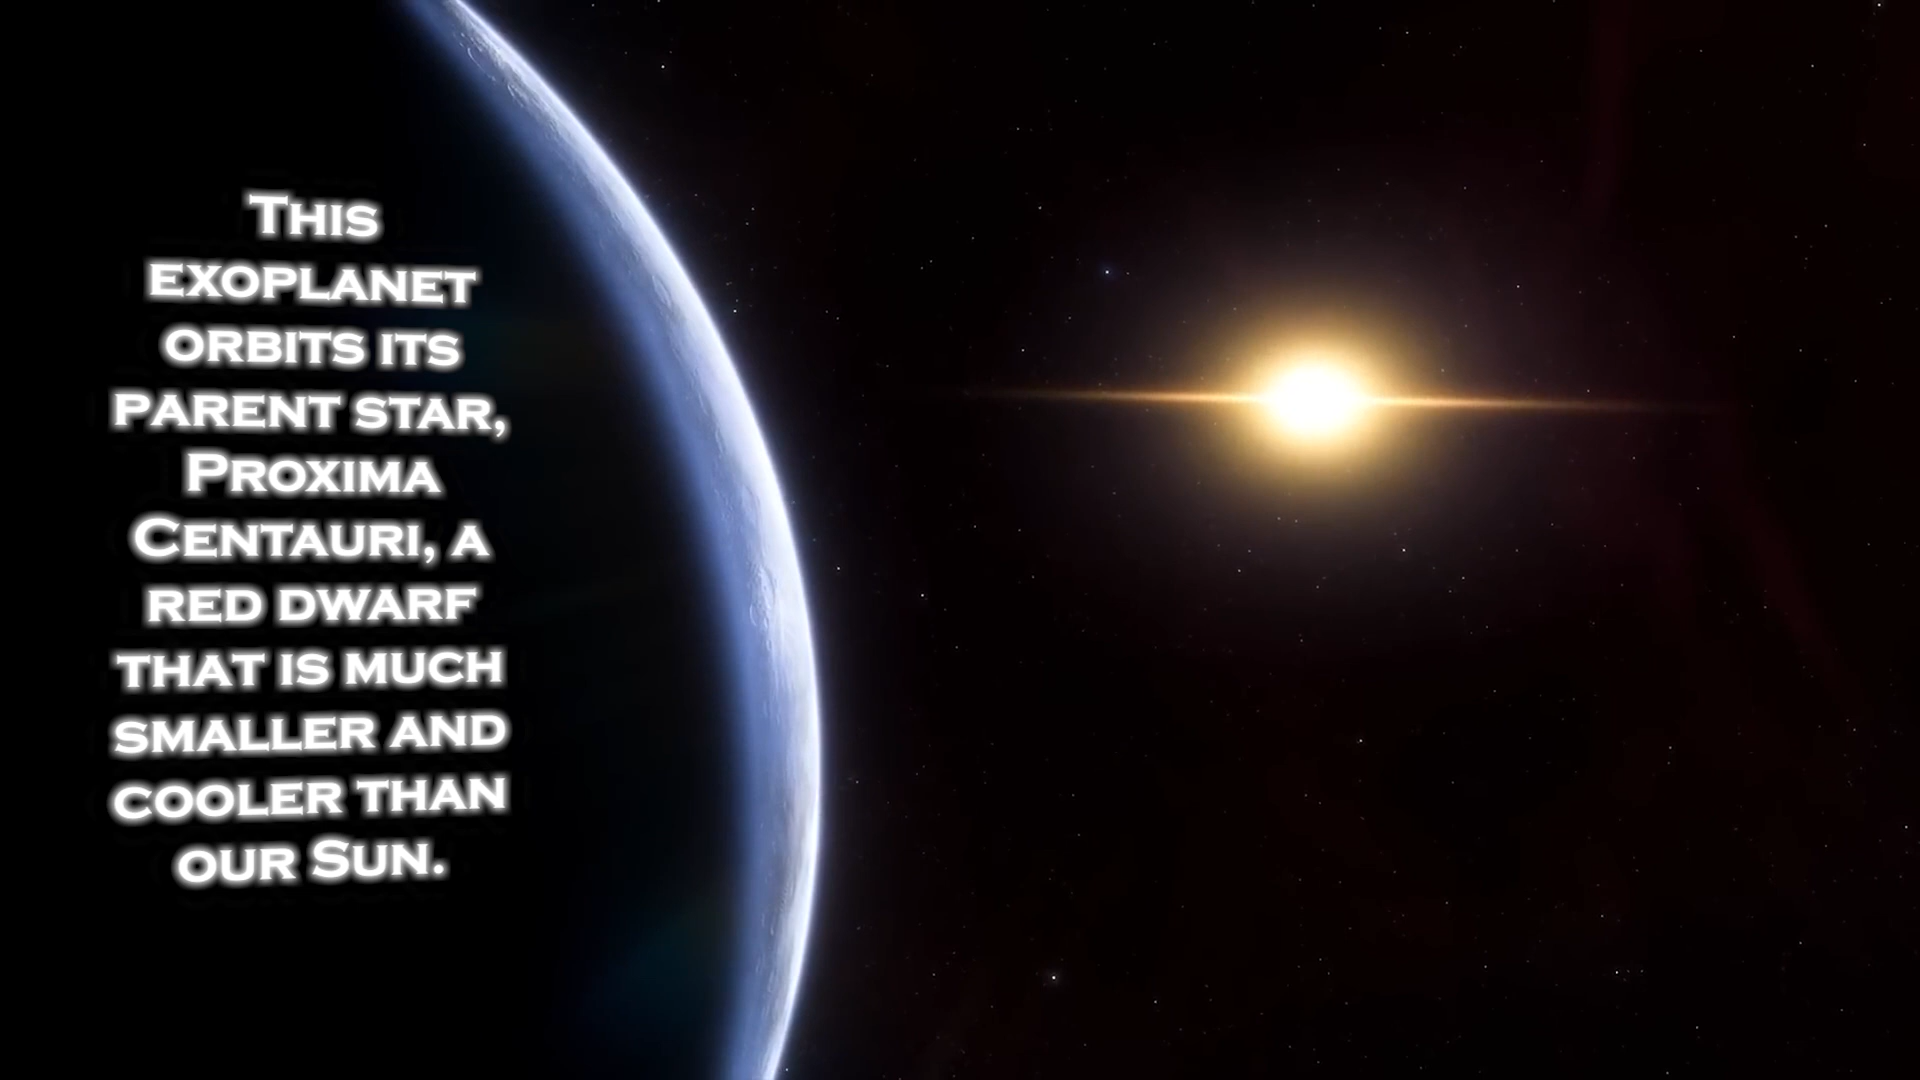 This
exoplanet
orbits its
parent star,
Proxima
Centauri, a
red dwarf
that is much
smaller and
cooler than
our Sun.